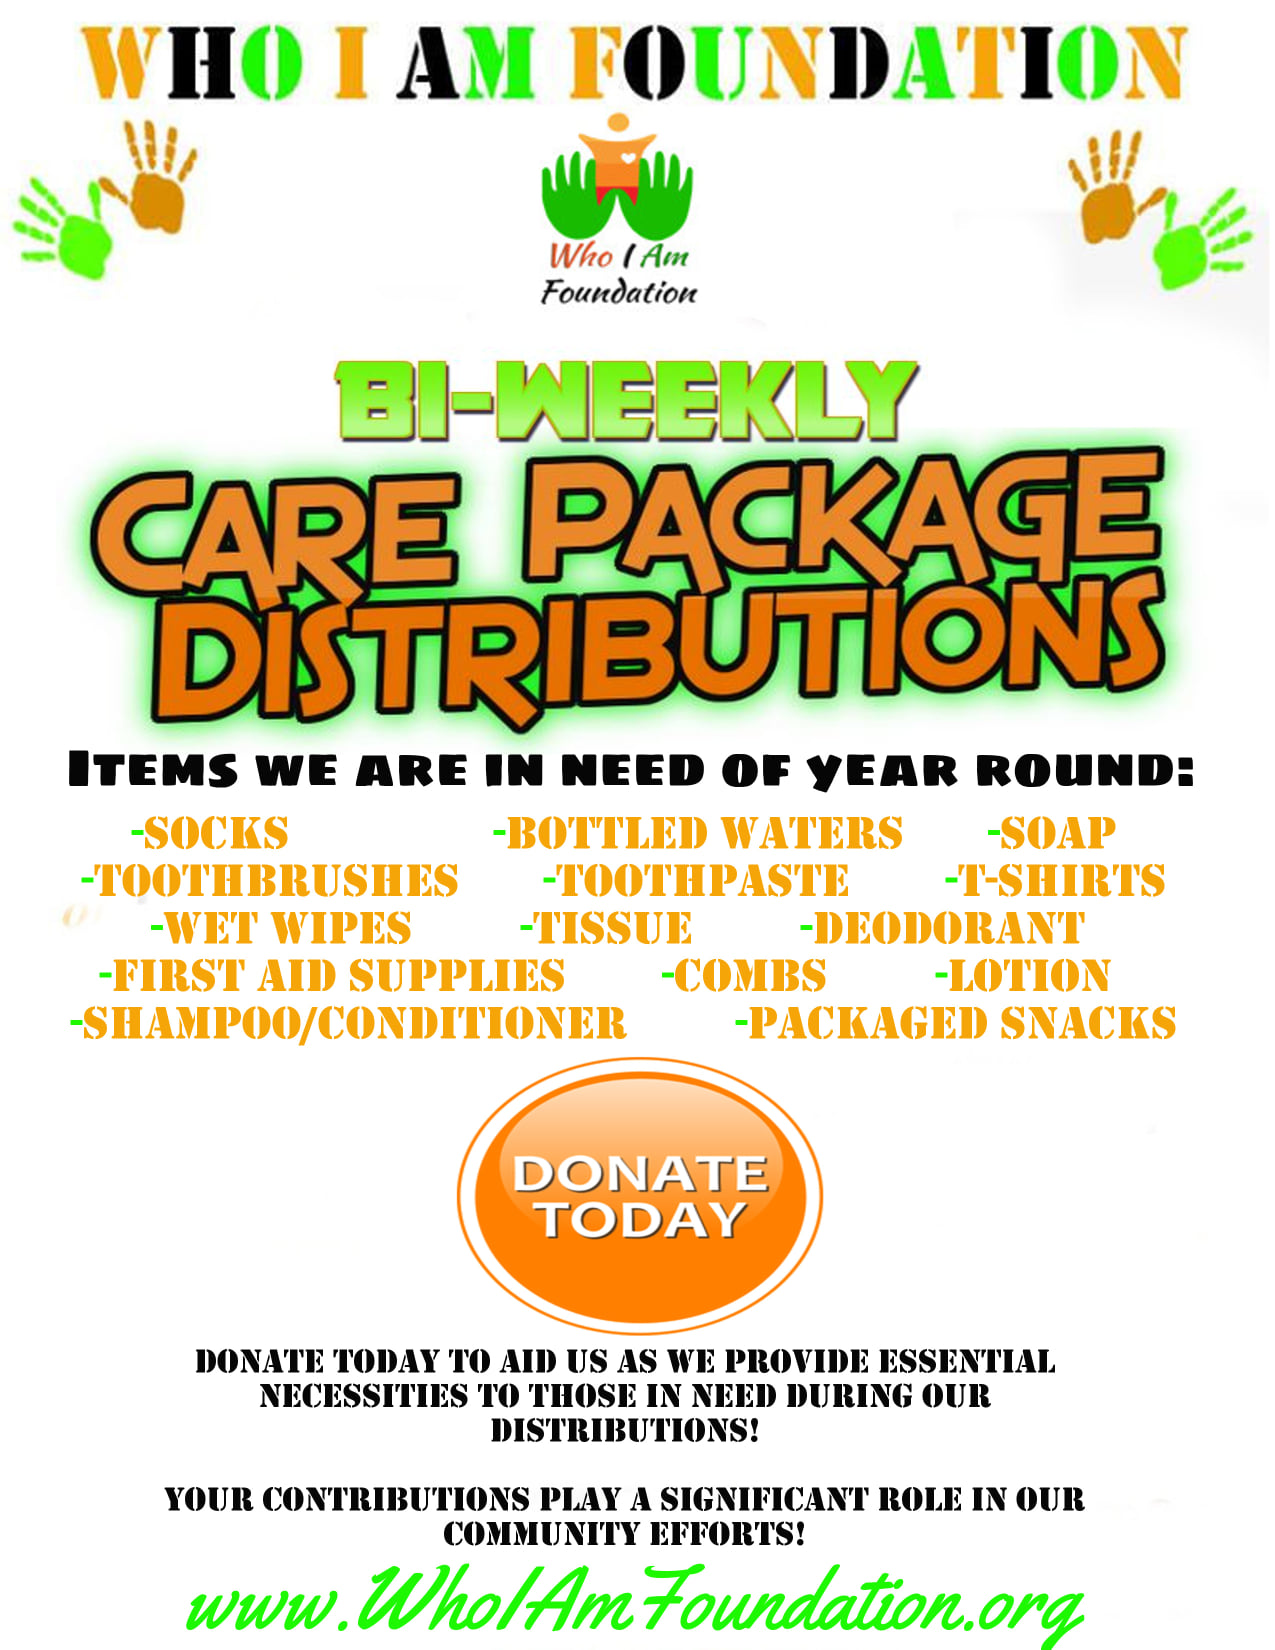 WHO I AM FOUNDATION
Who I Am
Foundation
BI-WEEKLY
CARE PACKAGE
DISTRIBUTIONS
ITEMS WE ARE IN NEED OF YEAR ROUND:
-SOCKS -BOTTLED WATERS -SOAP
-TOOTHBRUSHES -TOOTHPASTE -T-SHIRTS
-WET WIPES -TISSUE -DEODORANT
-FIRST AID SUPPLIES -COMBS -LOTION
-SHAMPOO/CONDITIONER -PACKAGED SNACKS
DONATE
TODAY
DONATE TODAY TO AID US AS WE PROVIDE ESSENTIAL
NECESSITIES TO THOSE IN NEED DURING OUR
DISTRIBUTIONS!
YOUR CONTRIBUTIONS PLAY A SIGNIFICANT ROLE IN OUR
COMMUNITY EFFORTS!
www.WhoIAmFoundation.org